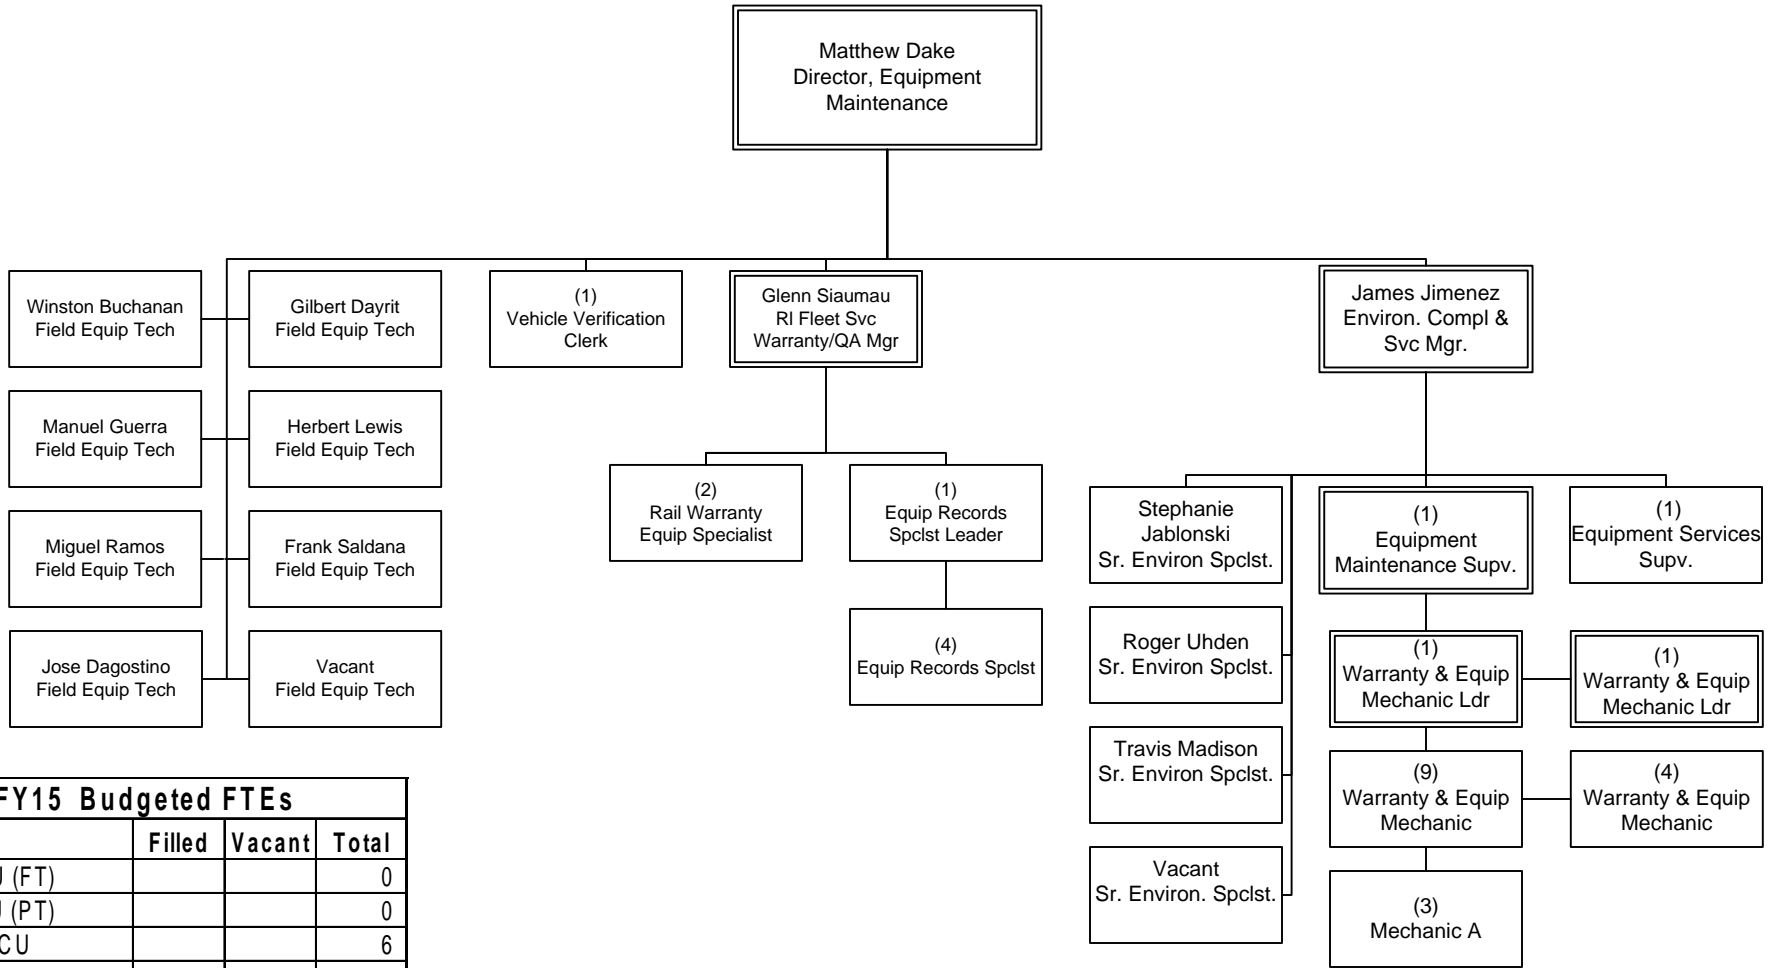 Matthew Dake
Director, Equipment
Maintenance
Winston Buchanan
Field Equip Tech
Gilbert Dayrit
Field Equip Tech
(1)
Vehicle Verification
Clerk
Glenn Siaumau
RI Fleet Svc
Warranty/QA Mgr
James Jimenez
Environ. Compl &
Svc Mgr.
Manuel Guerra
Field Equip Tech
Herbert Lewis
Field Equip Tech
Miguel Ramos
Field Equip Tech
Frank Saldana
Field Equip Tech
Jose Dagostino
Field Equip Tech
Vacant
Field Equip Tech
(2)
Rail Warranty
Equip Specialist
(1)
Equip Records
Spclst Leader
(4)
Equip Records Spclst
Stephanie
Jablonski
Sr. Environ Spclst.
(1)
Equipment
Maintenance Supv.
(1)
Equipment Services
Supv.
Roger Uhden
Sr. Environ Spclst.
(1)
Warranty & Equip
Mechanic Ldr
(1)
Warranty & Equip
Mechanic Ldr
Travis Madison
Sr. Environ Spclst.
(9)
Warranty & Equip
Mechanic
(4)
Warranty & Equip
Mechanic
Vacant
Sr. Environ. Spclst.
(3)
Mechanic A
FY15 Budgeted FTEs
Filled Vacant Total
(FT) 0
(PT) 0
CU 6